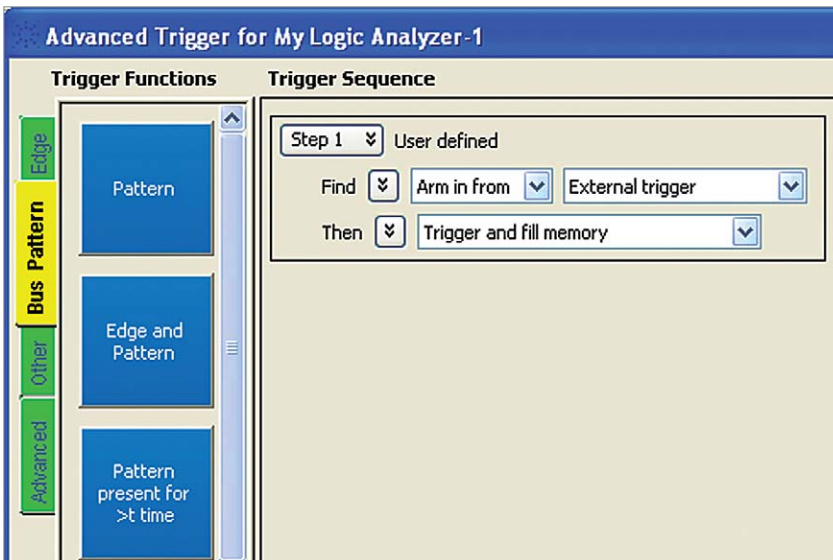 Advanced Trigger for My Logic Analyzer-1
Trigger Functions
Trigger Sequence
Edge
Bus Pattern
Other
Advanced
Pattern
Edge and
Pattern
Pattern
present for
>t time
Step 1 User defined
Find Arm in from External trigger
Then Trigger and fill memory